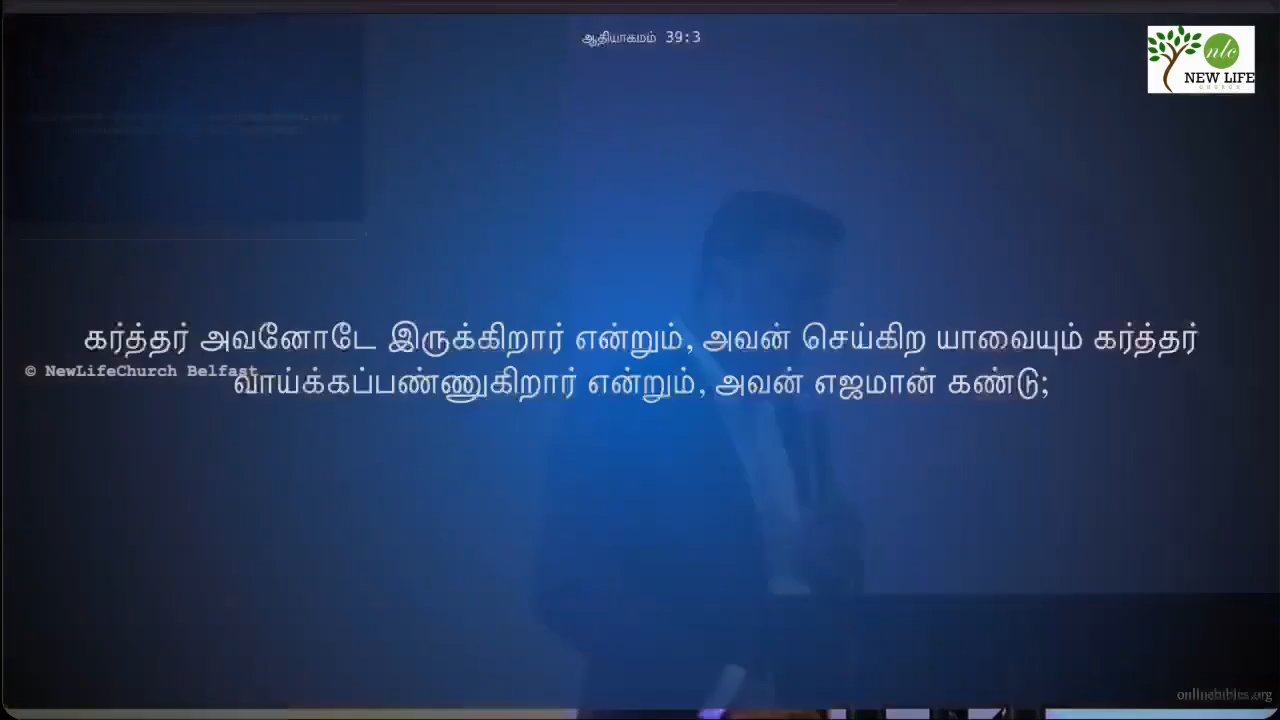 ஆதியாகமம் 39:3
nlc
NEW LIFE
CHURCH
கர்த்தர் அவனோடே இருக்கிறார் என்றும், அவன் செய்கிற யாவையும் கர்த்தர்
© NewLifeChurch Belfast
வாய்க்கப்பண்ணுகிறார் என்றும், அவன் எஜமான் கண்டு;
onlinebibles.org